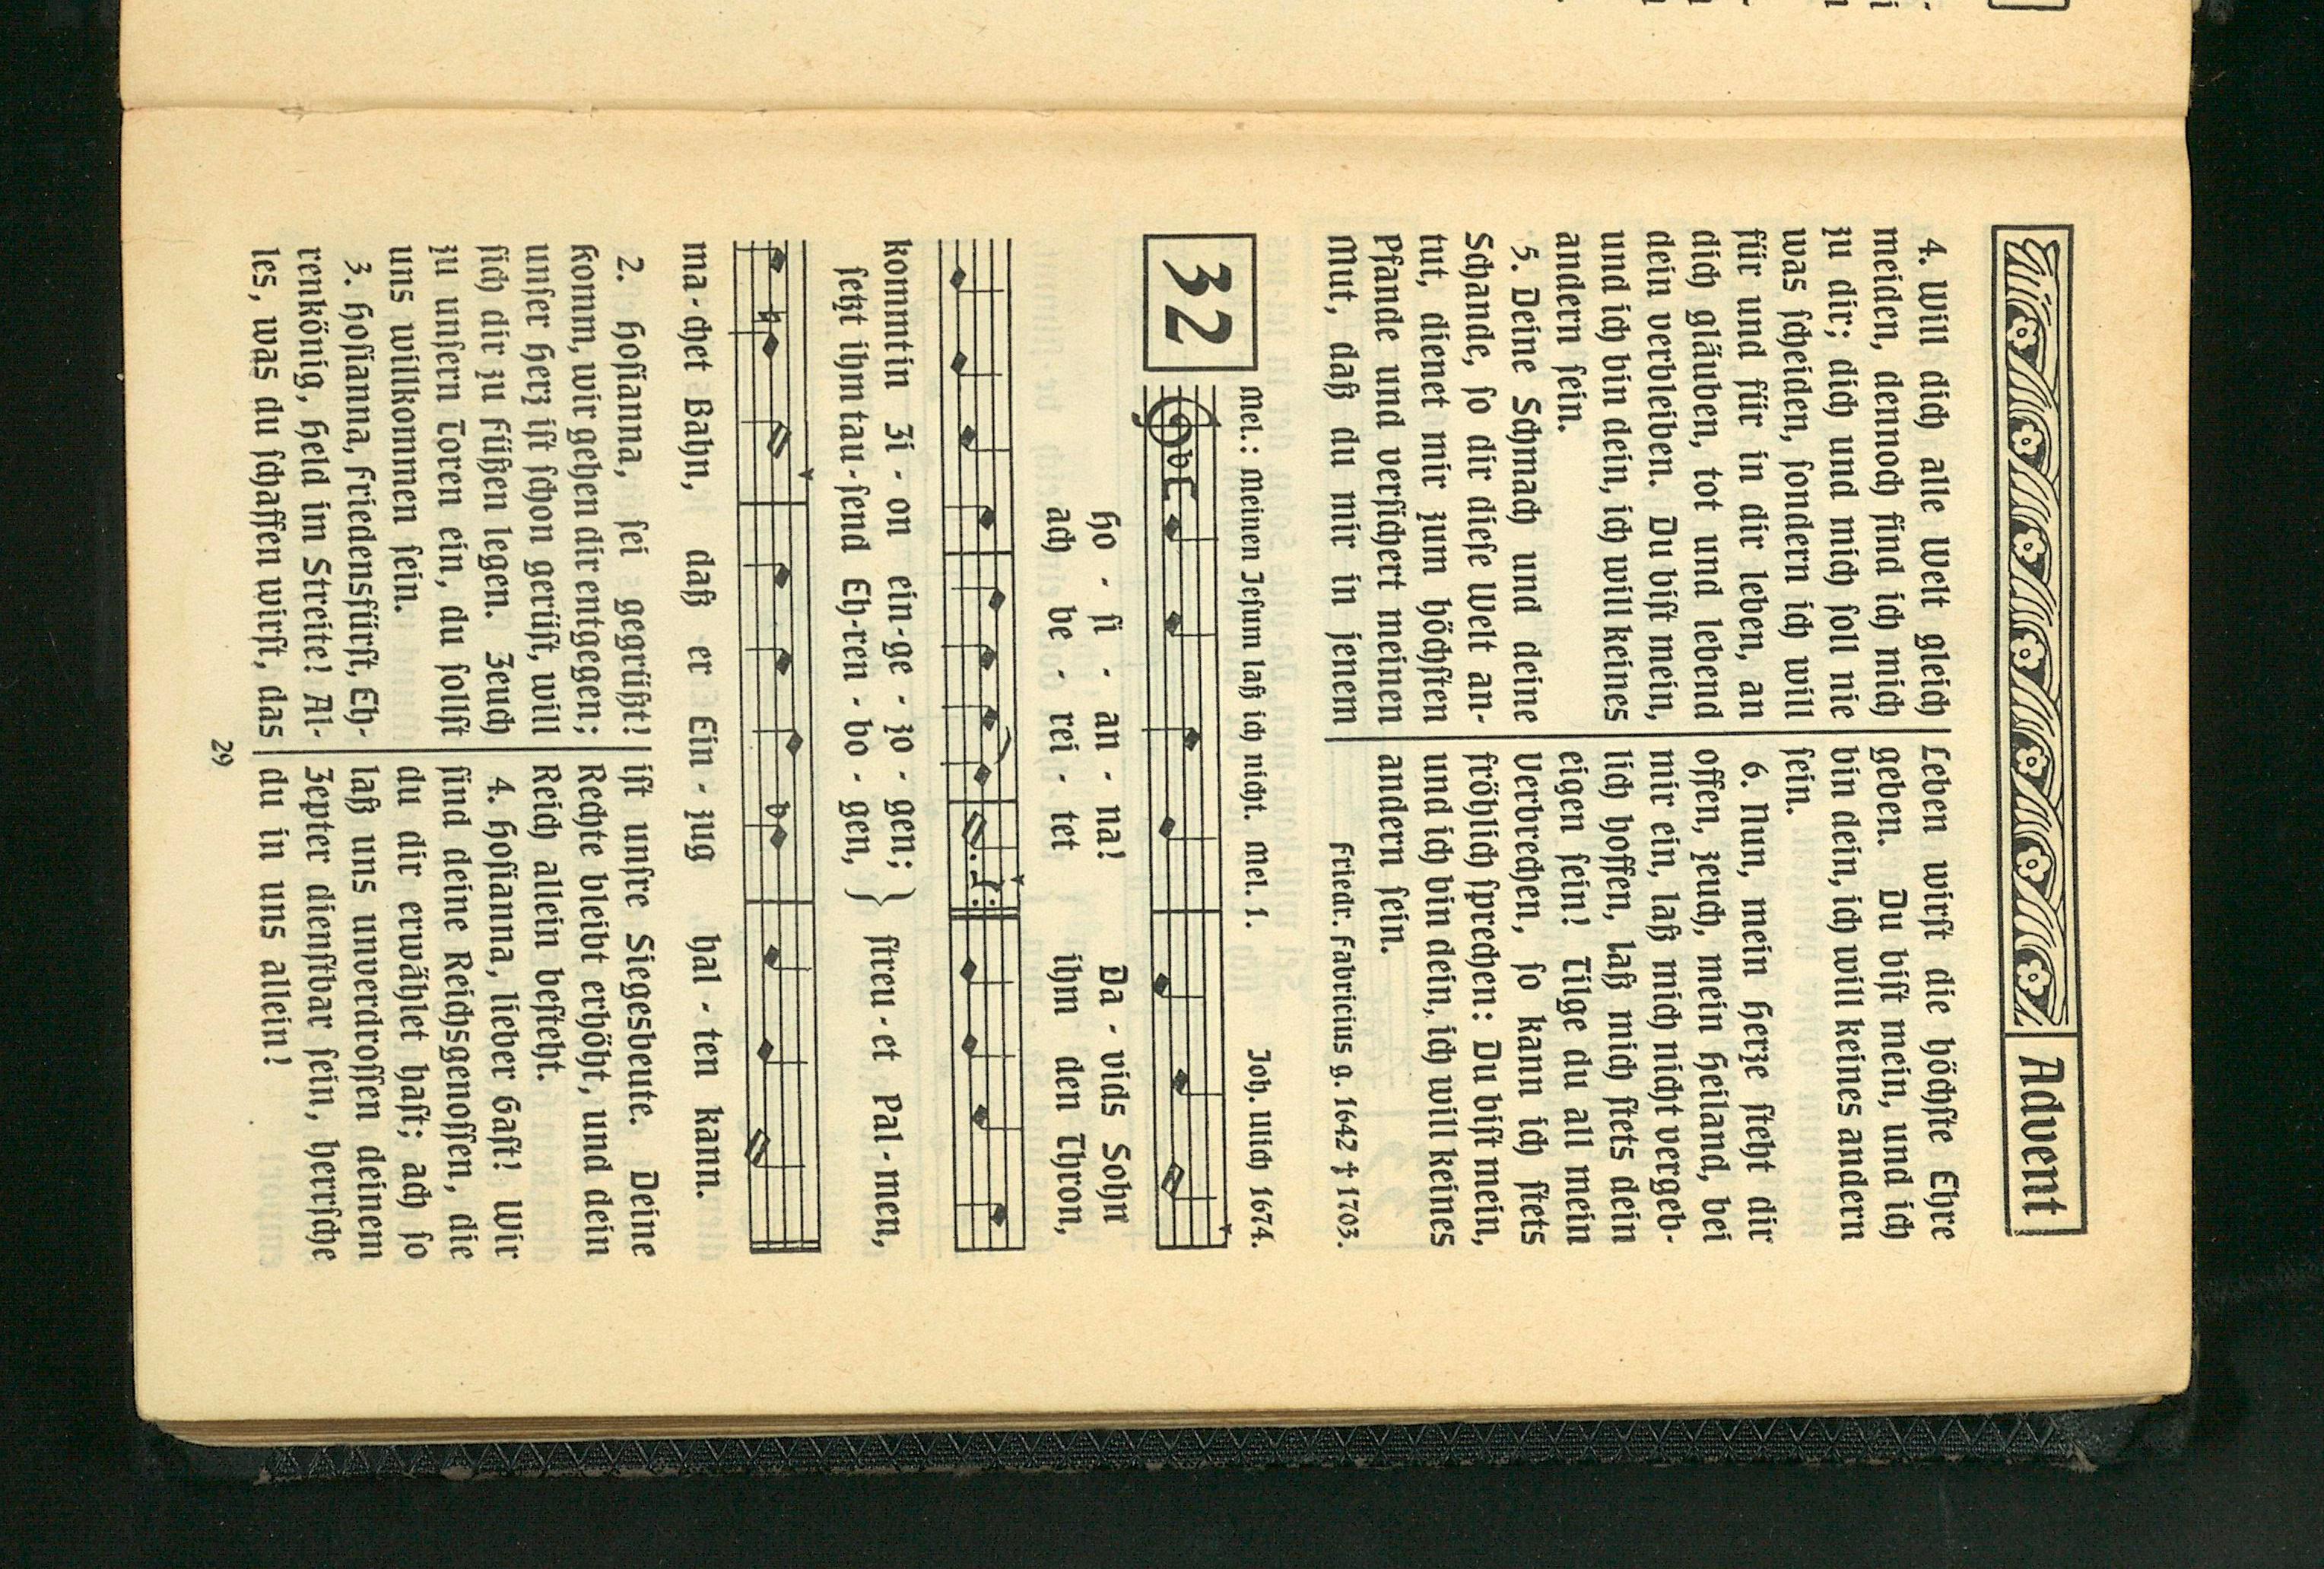 Advent
4. Will dich alle Welt gleich
meiden, dennoch find ich mich
zu dir; dich und mich soll nie
was scheiden, sondern ich will
für und für in dir leben, an
dich gläuben, tot und lebend
dein verbleiben. Du bist mein,
und ich bin dein, ich will keines
andern sein.
5. Deine Schmach und deine
Schande, so dir diese Welt an-
tut, dienet mir zum höchsten
Pfande und versichert meinen
Mut, daß du mir in jenem
Leben wirst die höchste Ehre
geben. Du bist mein, und ich
bin dein, ich will keines andern
sein.
6. Nun, mein Herze steht dir
offen, zeuch, mein Heiland, bei
mir ein, laß mich nicht vergeb-
lich hoffen, laß mich stets dein
eigen sein! Tilge du all mein
Verbrechen, so kann ich stets
fröhlich sprechen: Du bist mein,
und ich bin dein, ich will keines
andern sein.
Friedr. Fabricius g. 1642 † 1703.
32
Mel.: Meinen Jesum laß ich nicht. Mel. 1. Joh. Ulich 1674.
Ho - si - an - na! Da - vids Sohn
ach be - rei - tet ihm den Thron,
kommt in Zi - on ein - ge - zo - gen; } streu - et Pal - men,
setzt ihm tau - send Eh - ren - bo - gen,
ma - chet Bahn, daß er Ein - zug hal - ten kann.
2. Hosianna, sei gegrüßt!
komm, wir gehen dir entgegen;
unser Herz ist schon gerüst, will
sich dir zu Füßen legen. Zeuch
zu unsern Toren ein, du sollst
uns willkommen sein.
3. Hosianna, Friedensfürst, Eh-
renkönig, Held im Streite! Al-
les, was du schaffen wirst, das
ist unsre Siegesbeute. Deine
Rechte bleibt erhöht, und dein
Reich allein besteht.
4. Hosianna, lieber Gast! Wir
sind deine Reichsgenossen, die
du dir erwählet hast; ach so
laß uns unverdrossen deinem
Zepter dienstbar sein, herrsche
du in uns allein!
29